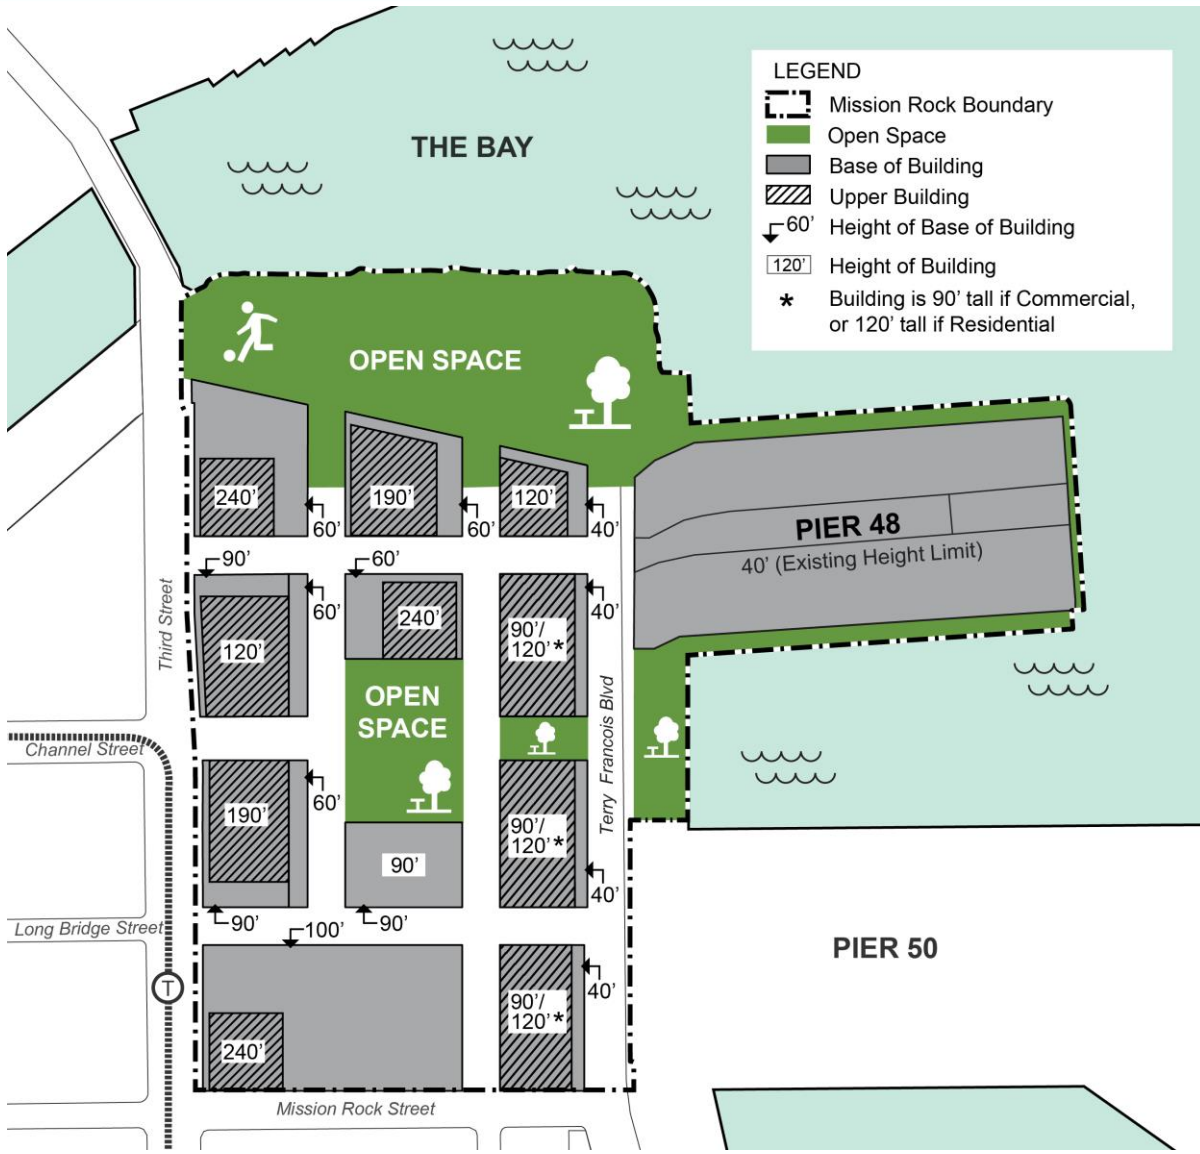 LEGEND
Mission Rock Boundary
Open Space
Base of Building
Upper Building
60’ Height of Base of Building
120’ Height of Building
* Building is 90’ tall if Commercial,
or 120’ tall if Residential
THE BAY
OPEN SPACE
240’
60’
190’
60’
120’
40’
PIER 48
40’ (Existing Height Limit)
90’
60’
120’
60’
240’
40’
90’/
120’*
Third Street
OPEN
SPACE
Terry Francois Blvd
Channel Street
190’
60’
90’
90’
90’
90’/
120’*
40’
Long Bridge Street
100’
T
240’
90’/
120’*
40’
PIER 50
Mission Rock Street